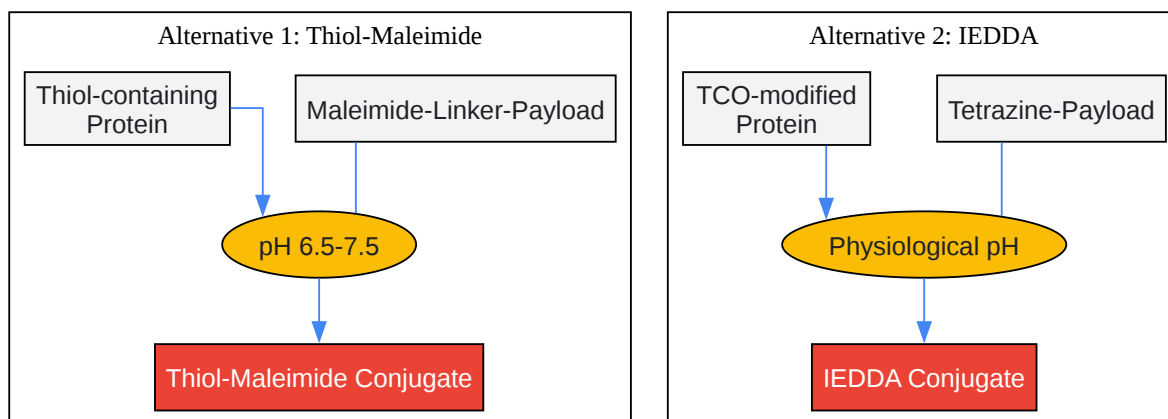 Alternative 1: Thiol-Maleimide
Thiol-containing
Protein
Maleimide-Linker-Payload
pH 6.5-7.5
Thiol-Maleimide Conjugate
Alternative 2: IEDDA
TCO-modified
Protein
Tetrazine-Payload
Physiological pH
IEDDA Conjugate